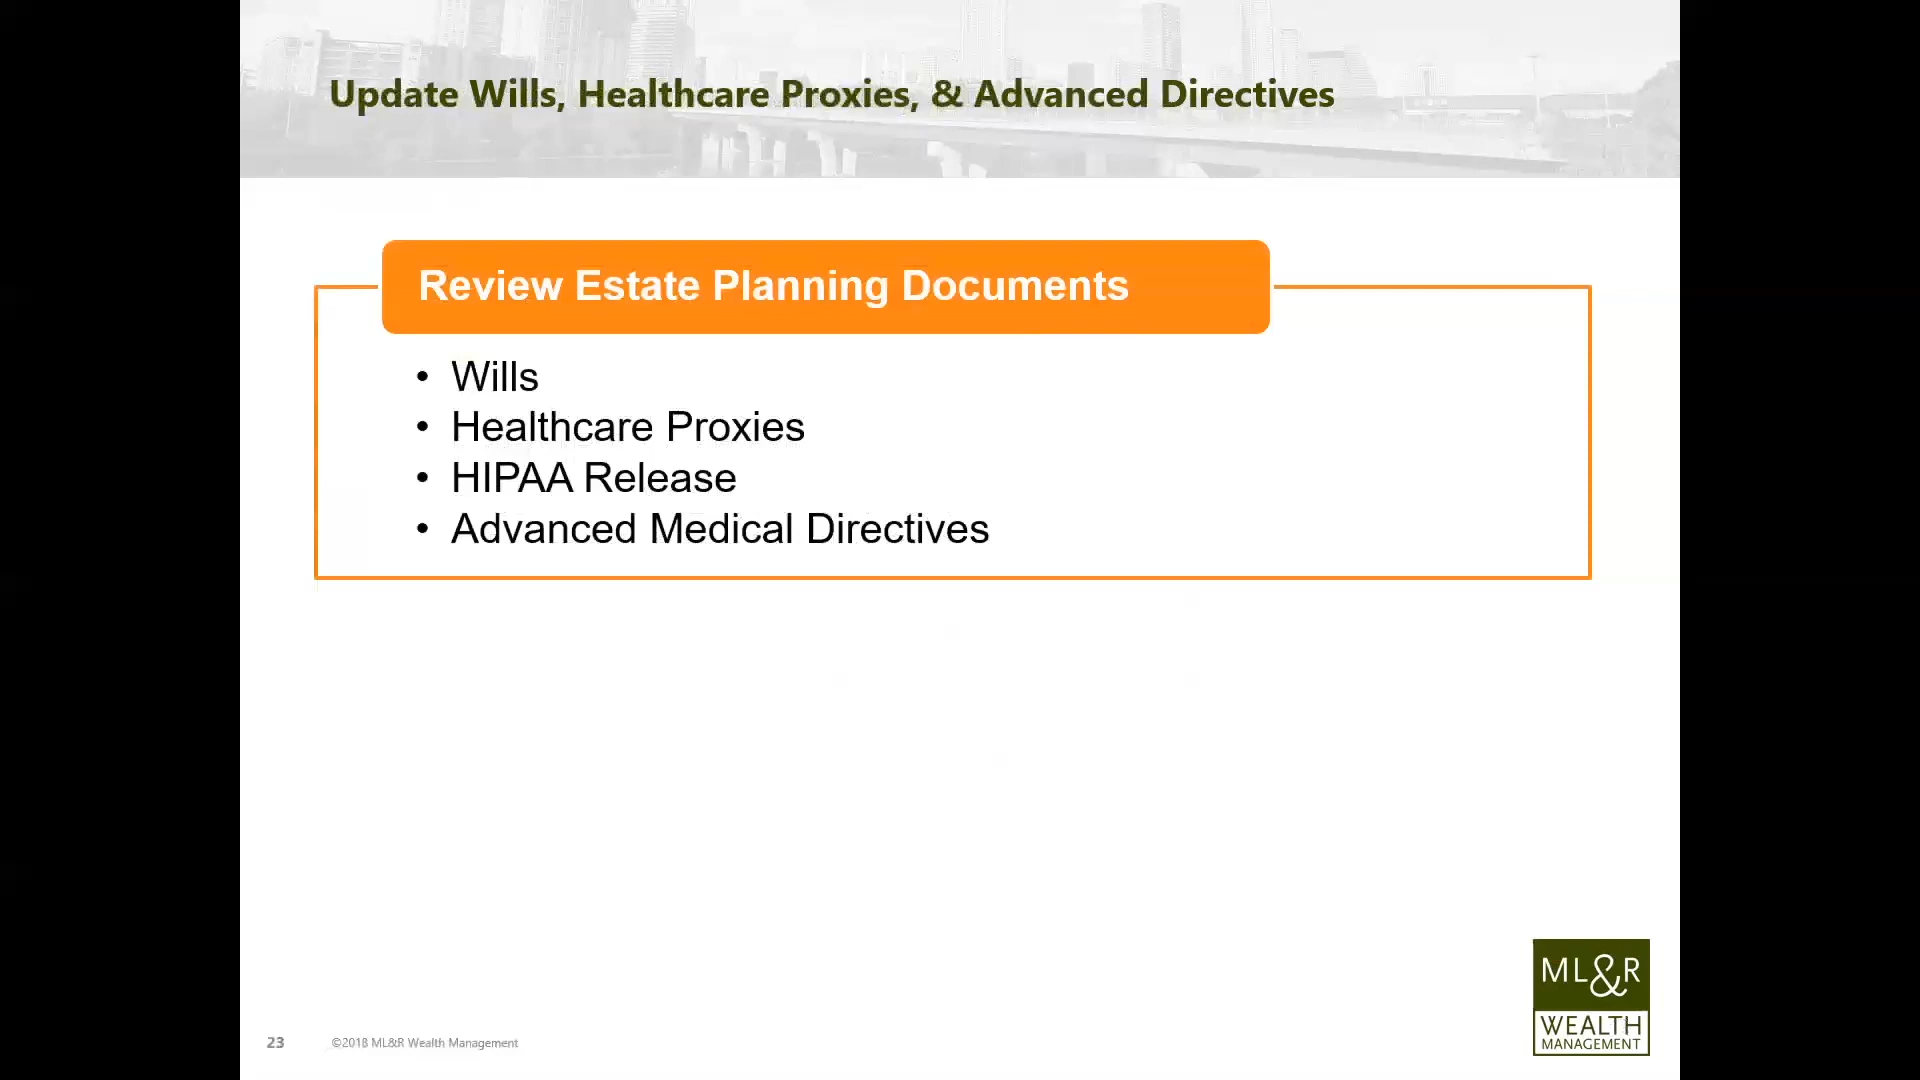 Update Wills, Healthcare Proxies, & Advanced Directives
Review Estate Planning Documents
• Wills
• Healthcare Proxies
• HIPAA Release
• Advanced Medical Directives
ML&R
WEALTH
MANAGEMENT
23 ©2018 ML&R Wealth Management